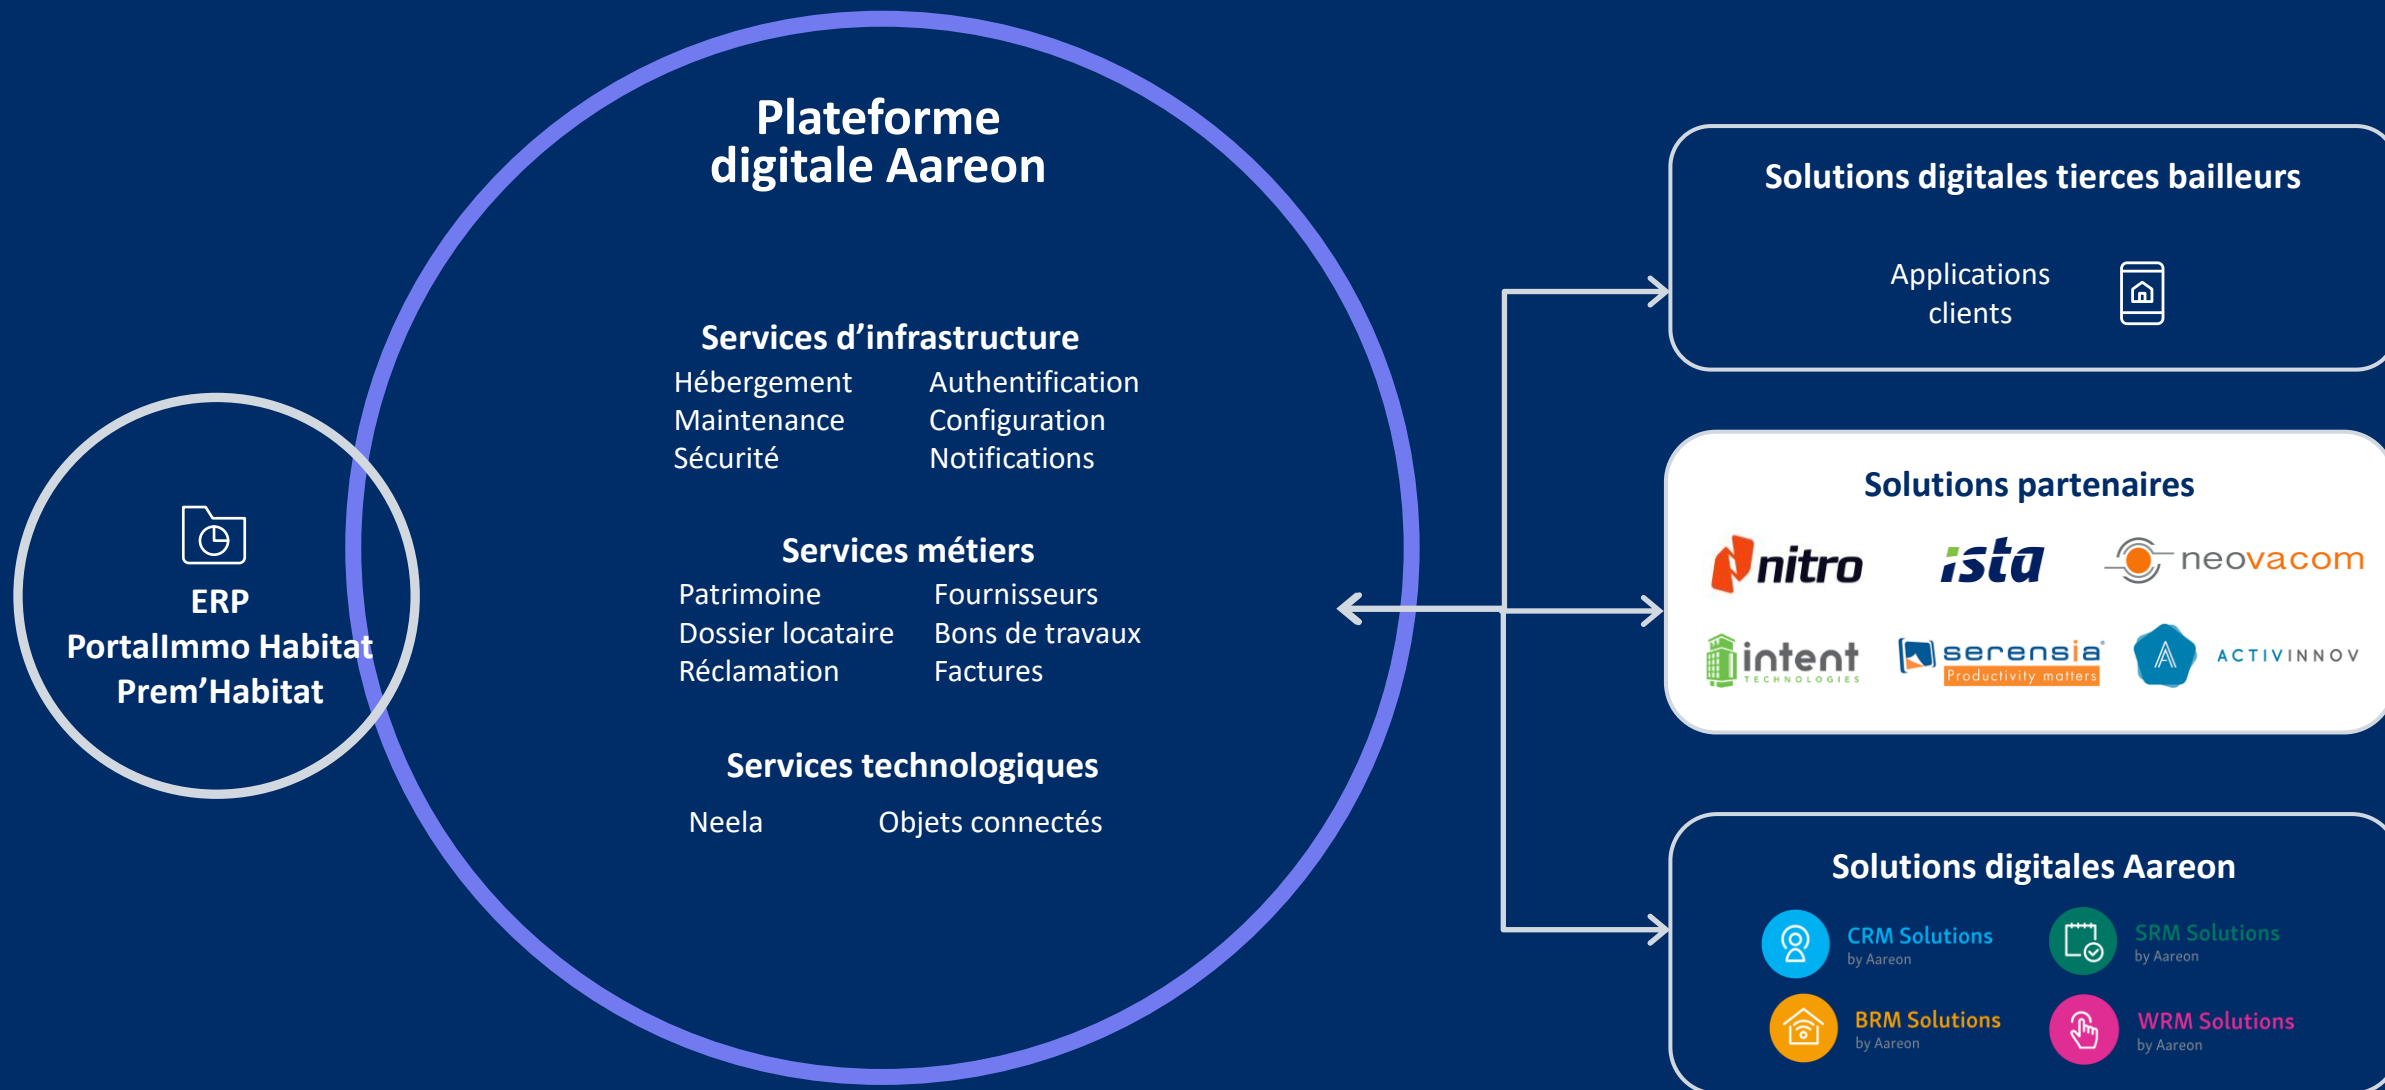 Plateforme
digitale Aareon
Services d’infrastructure
Hébergement Authentification
Maintenance Configuration
Sécurité Notifications
Services métiers
Patrimoine Fournisseurs
Dossier locataire Bons de travaux
Réclamation Factures
Services technologiques
Neela Objets connectés
ERP
PortalImmo Habitat
Prem’Habitat
Solutions digitales tierces bailleurs
Applications
clients
Solutions partenaires
nitro ista neovacom
intent
TECHNOLOGIES
serensia
Productivity matters
ACTIVINNOV
Solutions digitales Aareon
CRM Solutions
by Aareon
SRM Solutions
by Aareon
BRM Solutions
by Aareon
WRM Solutions
by Aareon